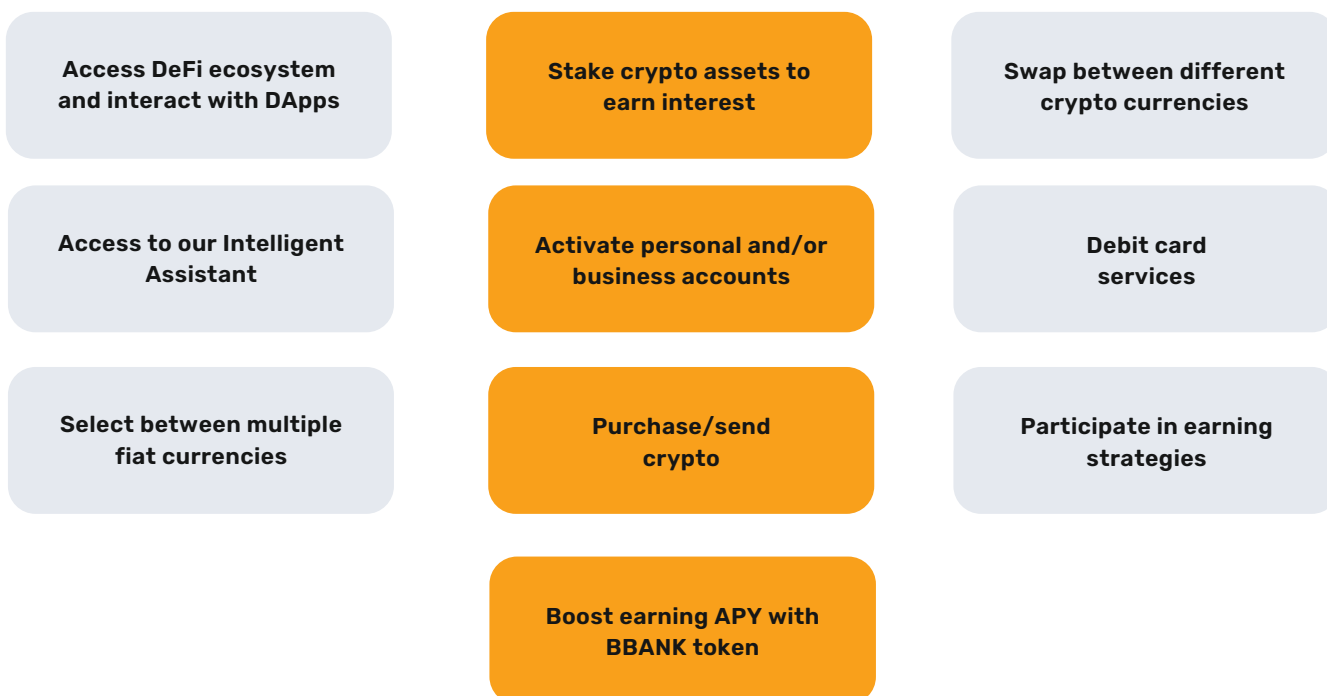 Access DeFi ecosystem
and interact with DApps
Stake crypto assets to
earn interest
Swap between different
crypto currencies
Access to our Intelligent
Assistant
Activate personal and/or
business accounts
Debit card
services
Select between multiple
fiat currencies
Purchase/send
crypto
Participate in earning
strategies
Boost earning APY with
BBANK token